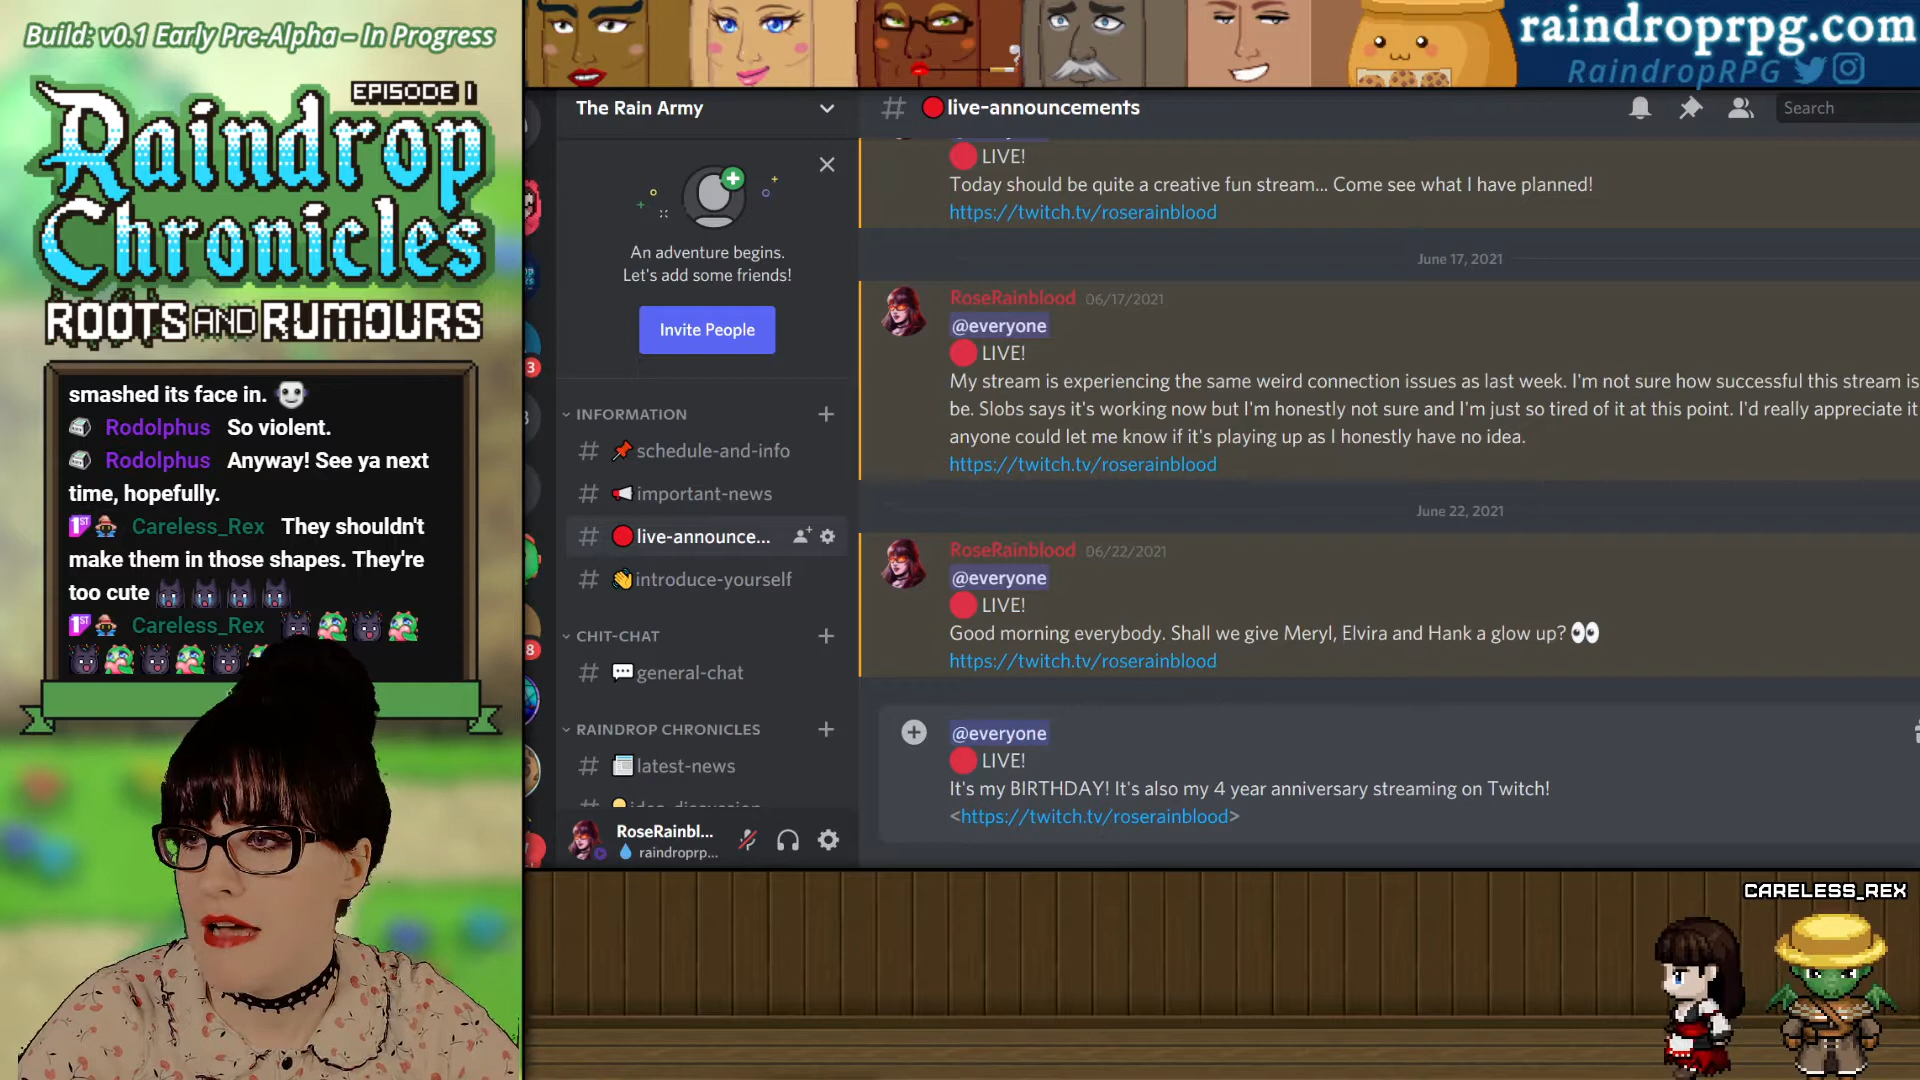 Build: v0.1 Early Pre-Alpha – In Progress
EPISODE 1
Raindrop
Chronicles
ROOTS AND RUMOURS
smashed its face in.
Rodolphus So violent.
Rodolphus Anyway! See ya next
time, hopefully.
1ST Careless_Rex They shouldn't
make them in those shapes. They're
too cute
1ST Careless_Rex
raindroprpg.com
RaindropRPG
3
8
The Rain Army
An adventure begins.
Let's add some friends!
Invite People
INFORMATION
# schedule-and-info
# important-news
# live-announce...
# introduce-yourself
CHIT-CHAT
# general-chat
RAINDROP CHRONICLES
# latest-news
# idea-discussion
RoseRainbl...
raindroprp...
# live-announcements
Search
@everyone
LIVE!
Today should be quite a creative fun stream... Come see what I have planned!
https://twitch.tv/roserainblood
June 17, 2021
RoseRainblood 06/17/2021
@everyone
LIVE!
My stream is experiencing the same weird connection issues as last week. I'm not sure how successful this stream is
be. Slobs says it's working now but I'm honestly not sure and I'm just so tired of it at this point. I'd really appreciate it
anyone could let me know if it's playing up as I honestly have no idea.
https://twitch.tv/roserainblood
June 22, 2021
RoseRainblood 06/22/2021
@everyone
LIVE!
Good morning everybody. Shall we give Meryl, Elvira and Hank a glow up?
https://twitch.tv/roserainblood
@everyone
LIVE!
It's my BIRTHDAY! It's also my 4 year anniversary streaming on Twitch!
<https://twitch.tv/roserainblood>
CARELESS_REX